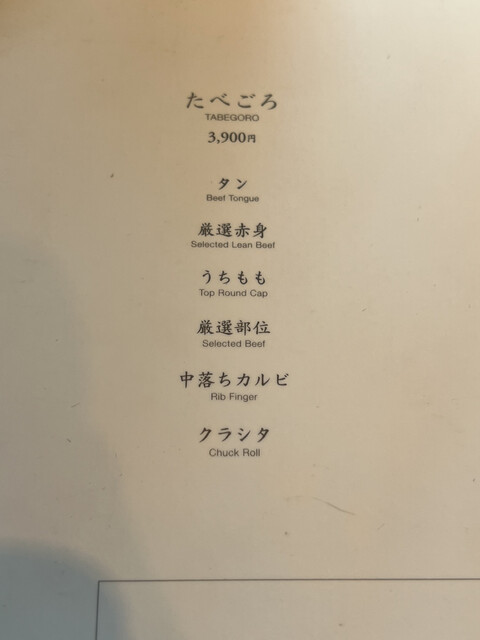 たべごろ
TABEGORO
3,900円
タン
Beef Tongue
厳選赤身
Selected Lean Beef
うちもも
Top Round Cap
厳選部位
Selected Beef
中落ちカルビ
Rib Finger
クラシタ
Chuck Roll